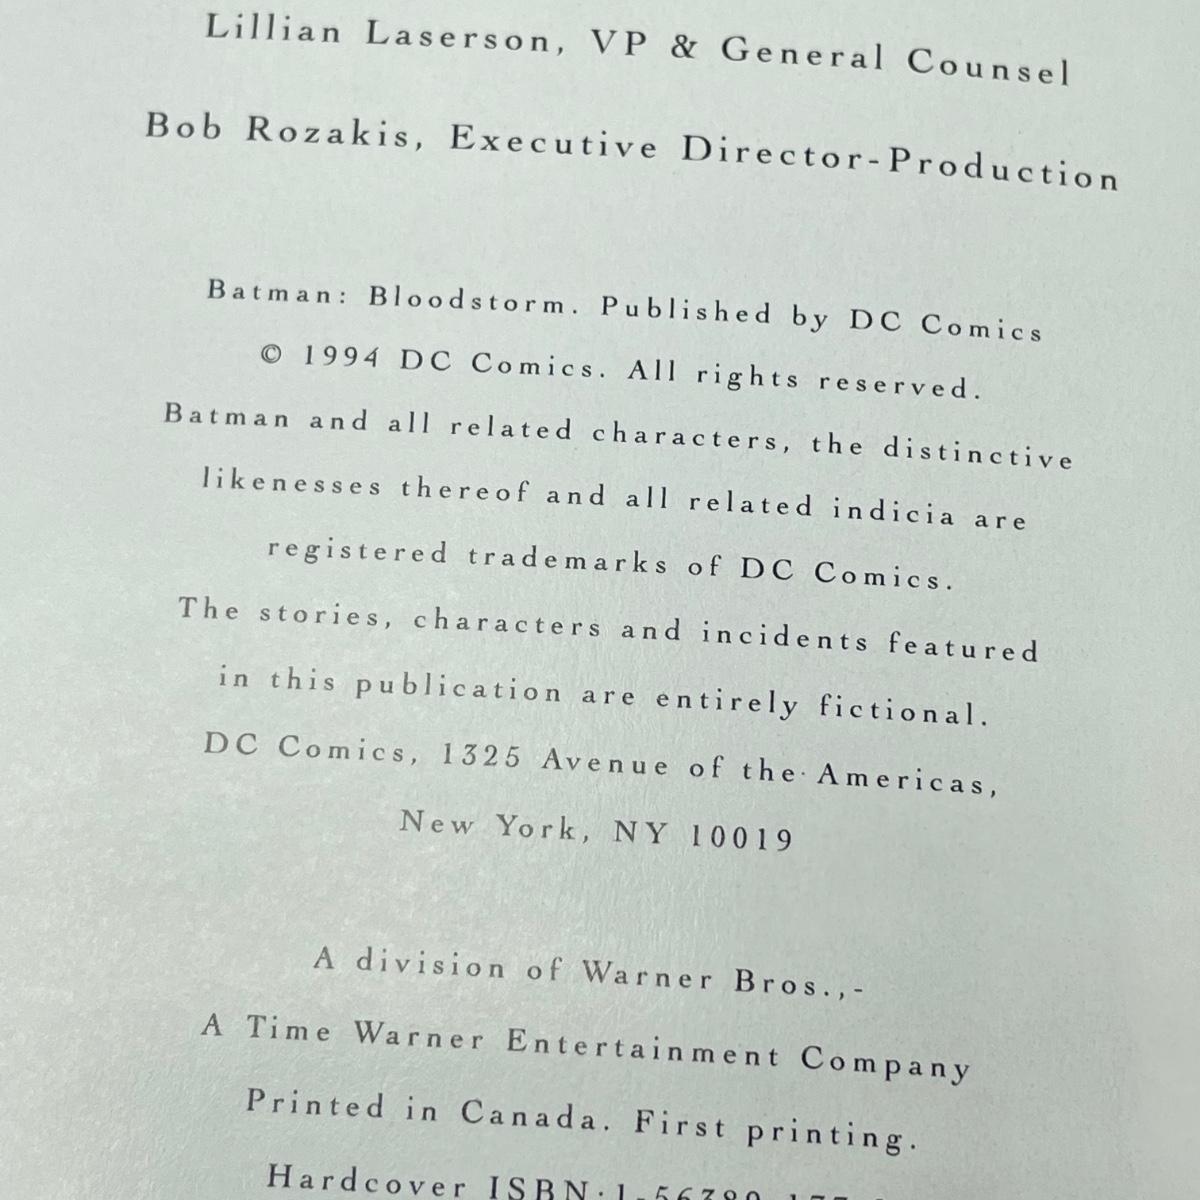 Lillian Laserson, VP & General Counsel
Bob Rozakis, Executive Director-Production
Batman: Bloodstorm. Published by DC Comics
© 1994 DC Comics. All rights reserved.
Batman and all related characters, the distinctive
likenesses thereof and all related indicia are
registered trademarks of DC Comics.
The stories, characters and incidents featured
in this publication are entirely fictional.
DC Comics, 1325 Avenue of the Americas,
New York, NY 10019
A division of Warner Bros.,-
A Time Warner Entertainment Company
Printed in Canada. First printing.
Hardcover ISBN: